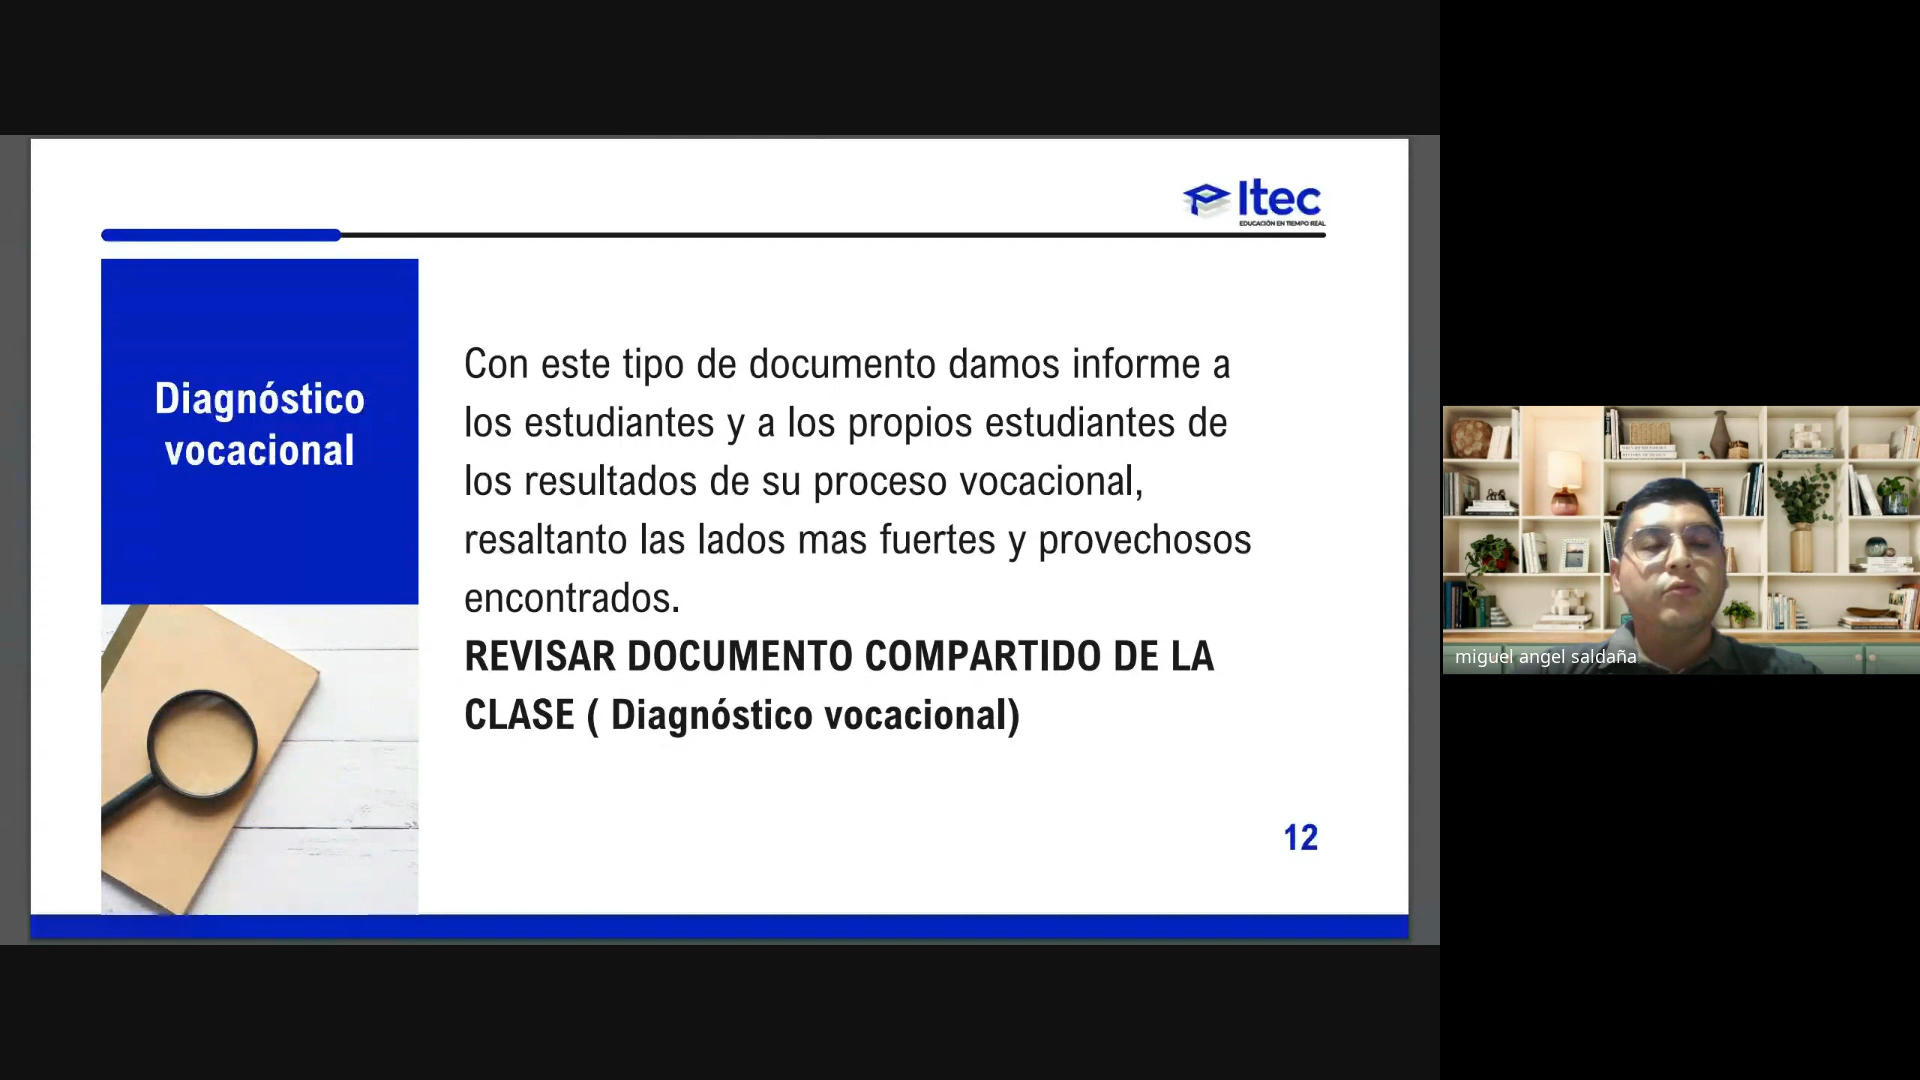 Itec
EDUCACIÓN EN TIEMPO REAL
Diagnóstico
vocacional
Con este tipo de documento damos informe a
los estudiantes y a los propios estudiantes de
los resultados de su proceso vocacional,
resaltanto las lados mas fuertes y provechosos
encontrados.
REVISAR DOCUMENTO COMPARTIDO DE LA
CLASE ( Diagnóstico vocacional)
12
miguel angel saldaña